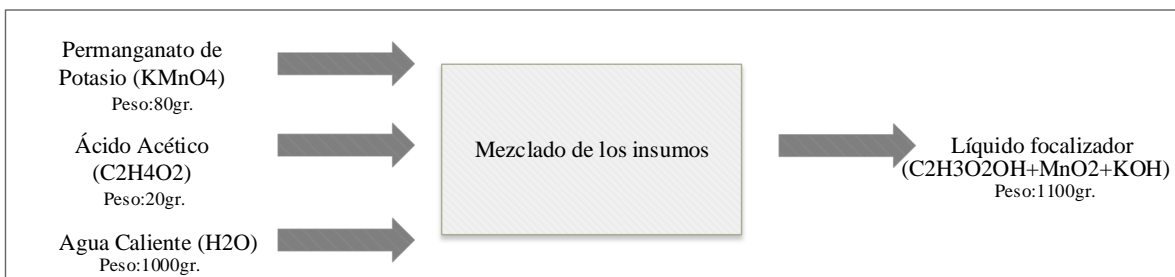 Permanganato de
Potasio (KMnO4)
Peso:80gr.
Ácido Acético
(C2H4O2)
Peso:20gr.
Agua Caliente (H2O)
Peso:1000gr.
Mezclado de los insumos
Líquido focalizador
(C2H3O2OH+MnO2+KOH)
Peso:1100gr.